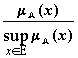 μ_A(x)
sup μ_A(x)
x∈E